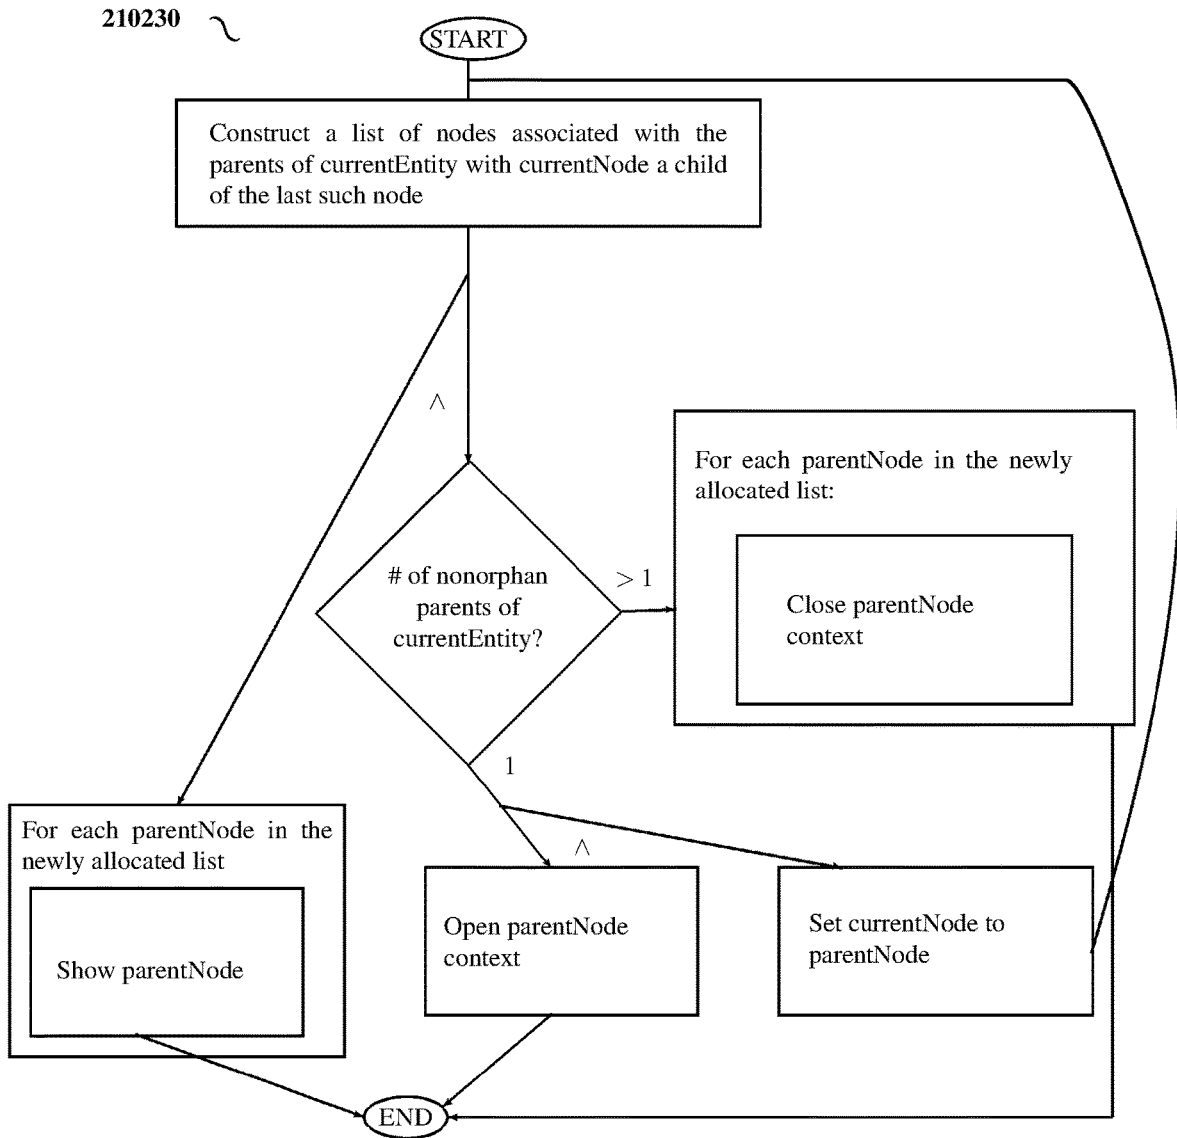 210230
START
Construct a list of nodes associated with the
parents of currentEntity with currentNode a child
of the last such node
∧
For each parentNode in the newly
allocated list:
# of nonorphan
parents of
currentEntity?
> 1
Close parentNode
context
1
For each parentNode in the
newly allocated list
∧
Show parentNode
Open parentNode
context
Set currentNode to
parentNode
END